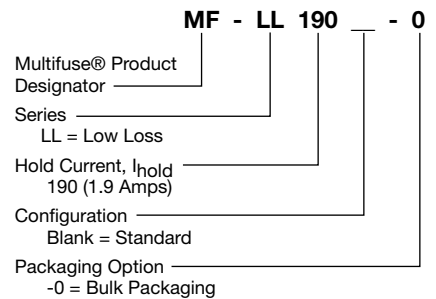 MF - LL 190 __ - 0
Multifuse® Product
Designator
Series
LL = Low Loss
Hold Current, Ihold
190 (1.9 Amps)
Configuration
Blank = Standard
Packaging Option
-0 = Bulk Packaging